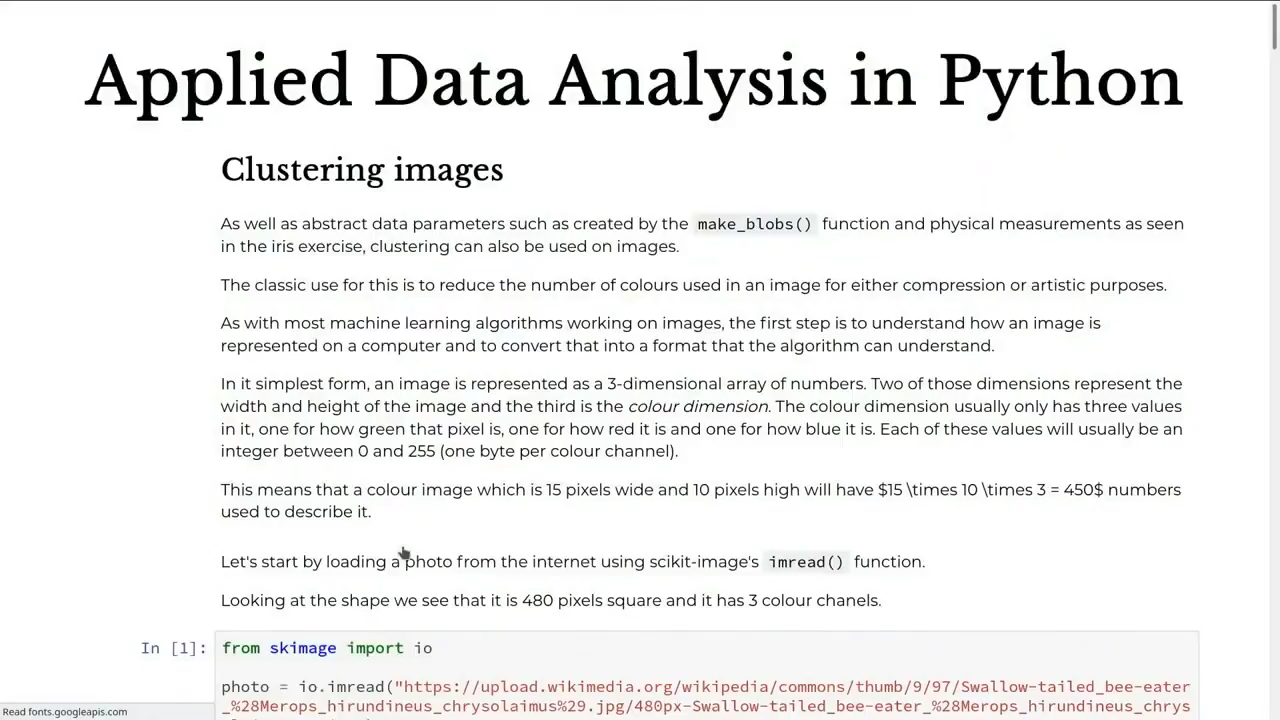 Applied Data Analysis in Python
Clustering images
As well as abstract data parameters such as created by the make_blobs() function and physical measurements as seen
in the iris exercise, clustering can also be used on images.
The classic use for this is to reduce the number of colours used in an image for either compression or artistic purposes.
As with most machine learning algorithms working on images, the first step is to understand how an image is
represented on a computer and to convert that into a format that the algorithm can understand.
In it simplest form, an image is represented as a 3-dimensional array of numbers. Two of those dimensions represent the
width and height of the image and the third is the colour dimension. The colour dimension usually only has three values
in it, one for how green that pixel is, one for how red it is and one for how blue it is. Each of these values will usually be an
integer between 0 and 255 (one byte per colour channel).
This means that a colour image which is 15 pixels wide and 10 pixels high will have $15 \times 10 \times 3 = 450$ numbers
used to describe it.
Let's start by loading a photo from the internet using scikit-image's imread() function.
Looking at the shape we see that it is 480 pixels square and it has 3 colour chanels.
In [1]: from skimage import io
photo = io.imread("https://upload.wikimedia.org/wikipedia/commons/thumb/9/97/Swallow-tailed_bee-eater
_%28Merops_hirundineus_chrysolaimus%29.jpg/480px-Swallow-tailed_bee-eater_%28Merops_hirundineus_chrys
Read fonts.googleapis.com